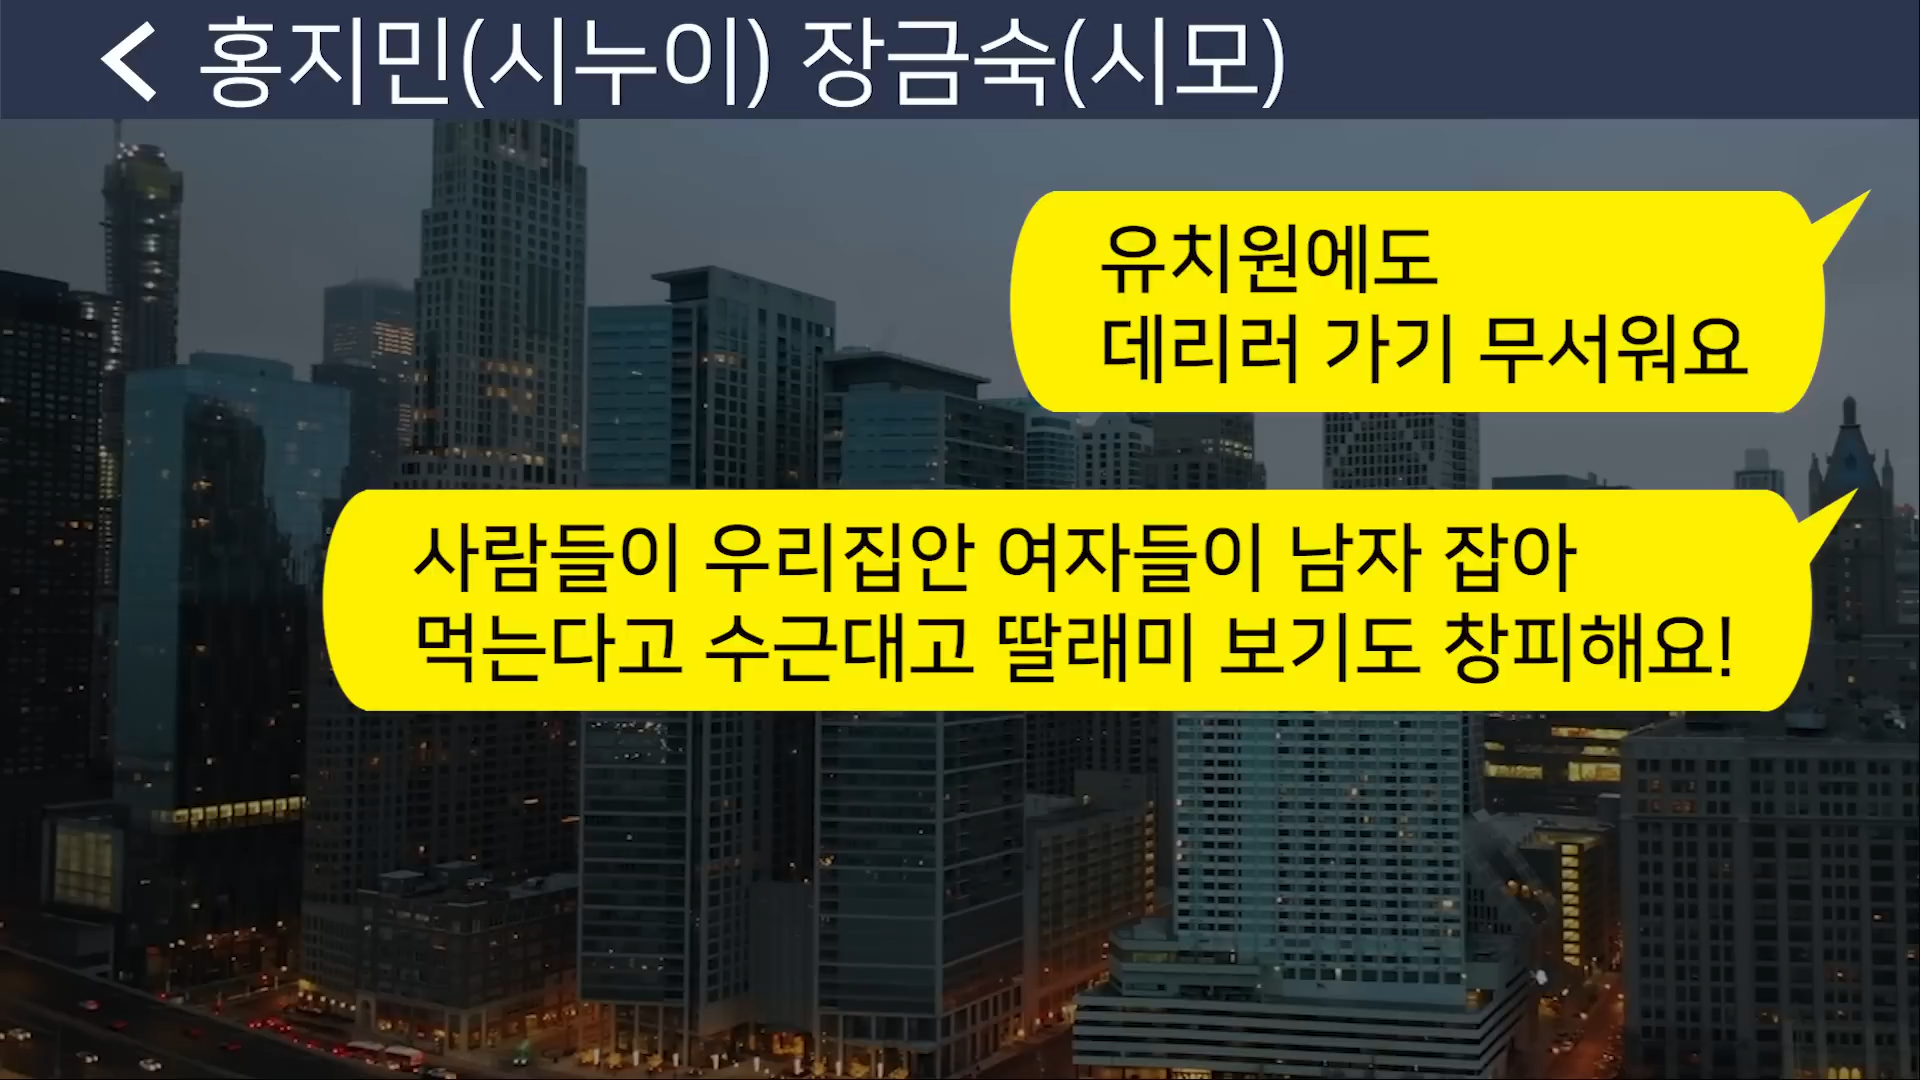 홍지민(시누이) 장금숙(시모)
유치원에도
데리러 가기 무서워요
사람들이 우리집안 여자들이 남자 잡아
먹는다고 수근대고 딸래미 보기도 창피해요!